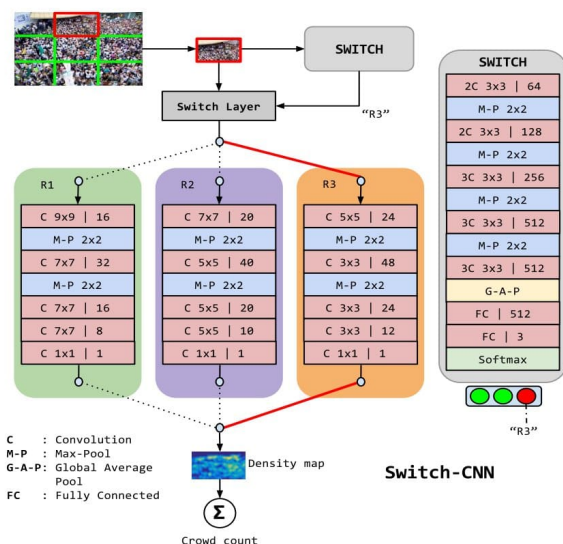 SWITCH
Switch Layer
“R3”
R1
C 9x9 | 16
M-P 2x2
C 7x7 | 32
M-P 2x2
C 7x7 | 16
C 7x7 | 8
C 1x1 | 1
R2
C 7x7 | 20
M-P 2x2
C 5x5 | 40
M-P 2x2
C 5x5 | 20
C 5x5 | 10
C 1x1 | 1
R3
C 5x5 | 24
M-P 2x2
C 3x3 | 48
M-P 2x2
C 3x3 | 24
C 3x3 | 12
C 1x1 | 1
SWITCH
2C 3x3 | 64
M-P 2x2
2C 3x3 | 128
M-P 2x2
3C 3x3 | 256
M-P 2x2
3C 3x3 | 512
M-P 2x2
3C 3x3 | 512
G-A-P
FC | 512
FC | 3
Softmax
“R3”
C : Convolution
M-P : Max-Pool
G-A-P: Global Average
Pool
FC : Fully Connected
Density map
Σ
Crowd count
Switch-CNN